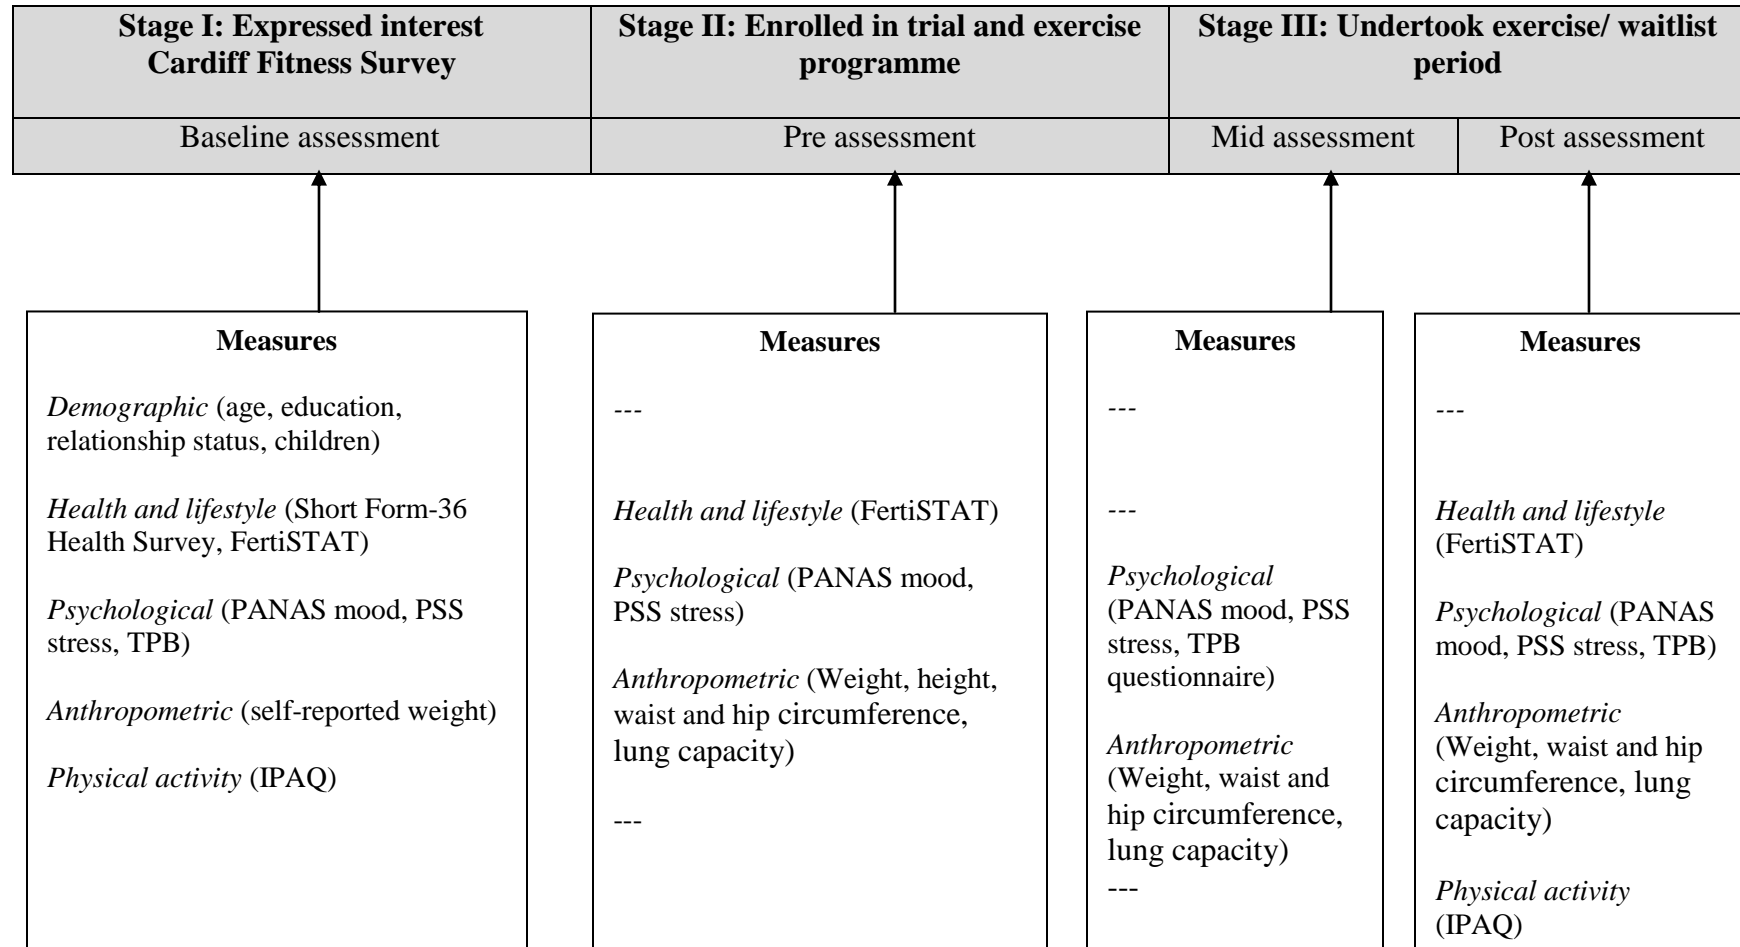 Stage I: Expressed interest
Cardiff Fitness Survey
Stage II: Enrolled in trial and exercise
programme
Stage III: Undertook exercise/ waitlist
period
Baseline assessment
Pre assessment
Mid assessment
Post assessment
Measures
Demographic (age, education,
relationship status, children)
Health and lifestyle (Short Form-36
Health Survey, FertiSTAT)
Psychological (PANAS mood, PSS
stress, TPB)
Anthropometric (self-reported weight)
Physical activity (IPAQ)
Measures
---
Health and lifestyle (FertiSTAT)
Psychological (PANAS mood,
PSS stress)
Anthropometric (Weight, height,
waist and hip circumference,
lung capacity)
---
Measures
---
---
Psychological
(PANAS mood, PSS
stress, TPB
questionnaire)
Anthropometric
(Weight, waist and
hip circumference,
lung capacity)
---
Measures
---
Health and lifestyle
(FertiSTAT)
Psychological (PANAS
mood, PSS stress, TPB)
Anthropometric
(Weight, waist and hip
circumference, lung
capacity)
Physical activity
(IPAQ)